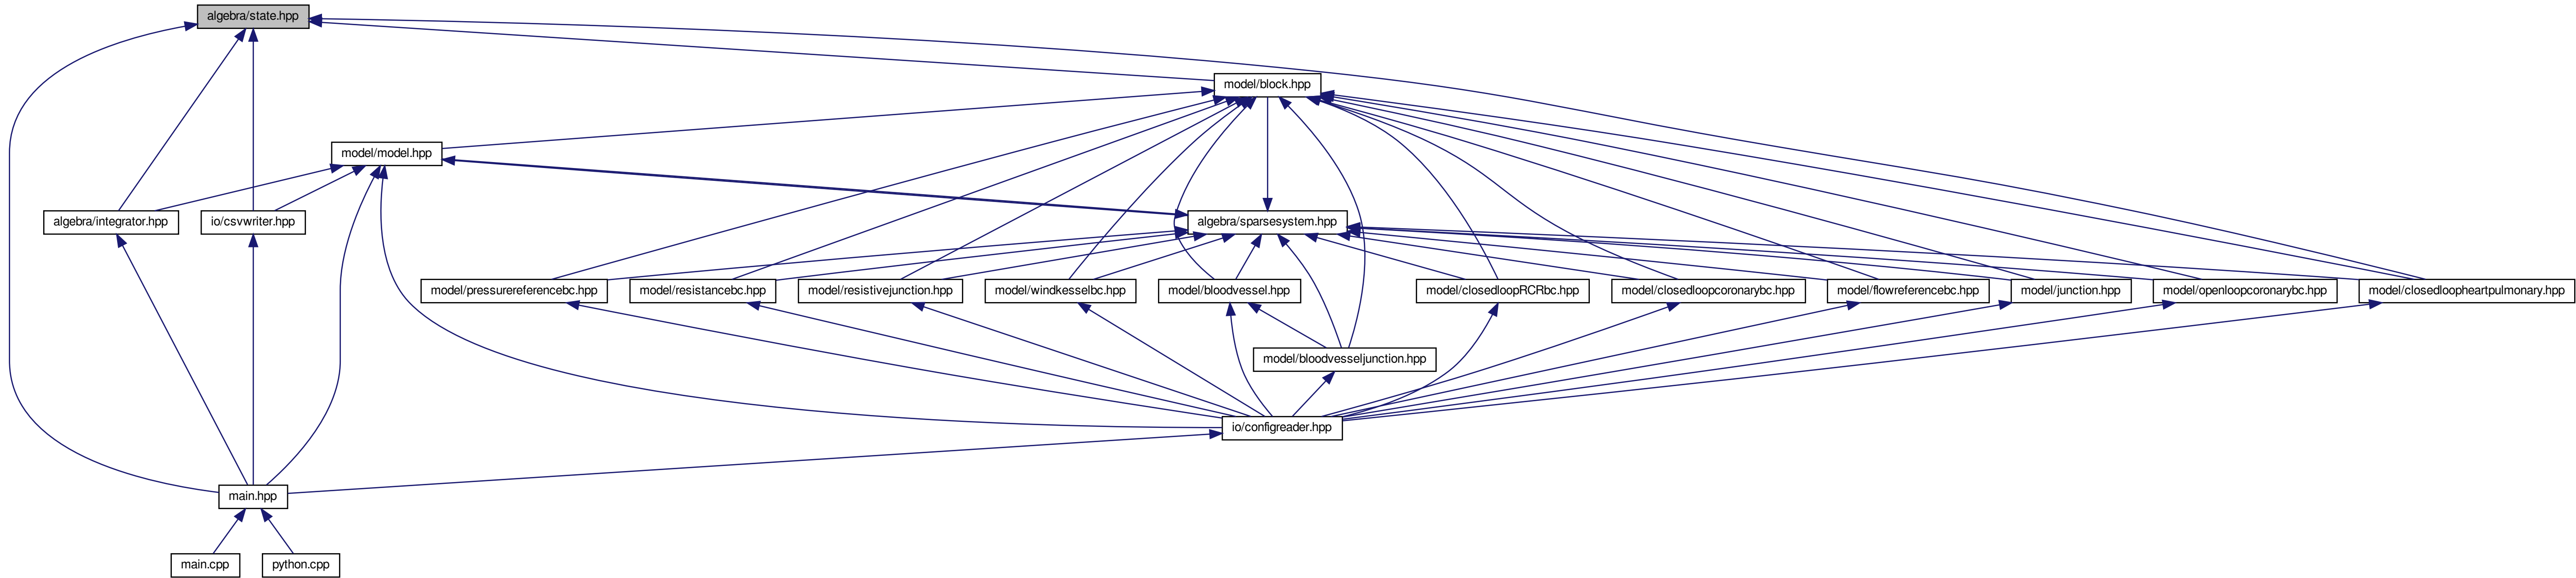 algebra/state.hpp
model/block.hpp
model/model.hpp
algebra/integrator.hpp
io/csvwriter.hpp
algebra/sparsesystem.hpp
model/pressurereferencebc.hpp
model/resistancebc.hpp
model/resistivejunction.hpp
model/windkesselbc.hpp
model/bloodvessel.hpp
model/closedloopRCRbc.hpp
model/closedloopcoronarybc.hpp
model/flowreferencebc.hpp
model/junction.hpp
model/openloopcoronarybc.hpp
model/closedloopheartpulmonary.hpp
model/bloodvesseljunction.hpp
io/configreader.hpp
main.hpp
main.cpp
python.cpp